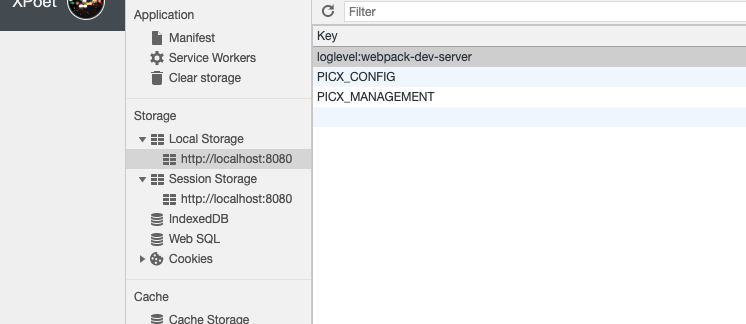 XPoet
Application
Manifest
Service Workers
Clear storage
Storage
Local Storage
http://localhost:8080
Session Storage
http://localhost:8080
IndexedDB
Web SQL
Cookies
Cache
Cache Storage
Filter
Key
loglevel:webpack-dev-server
PICX_CONFIG
PICX_MANAGEMENT